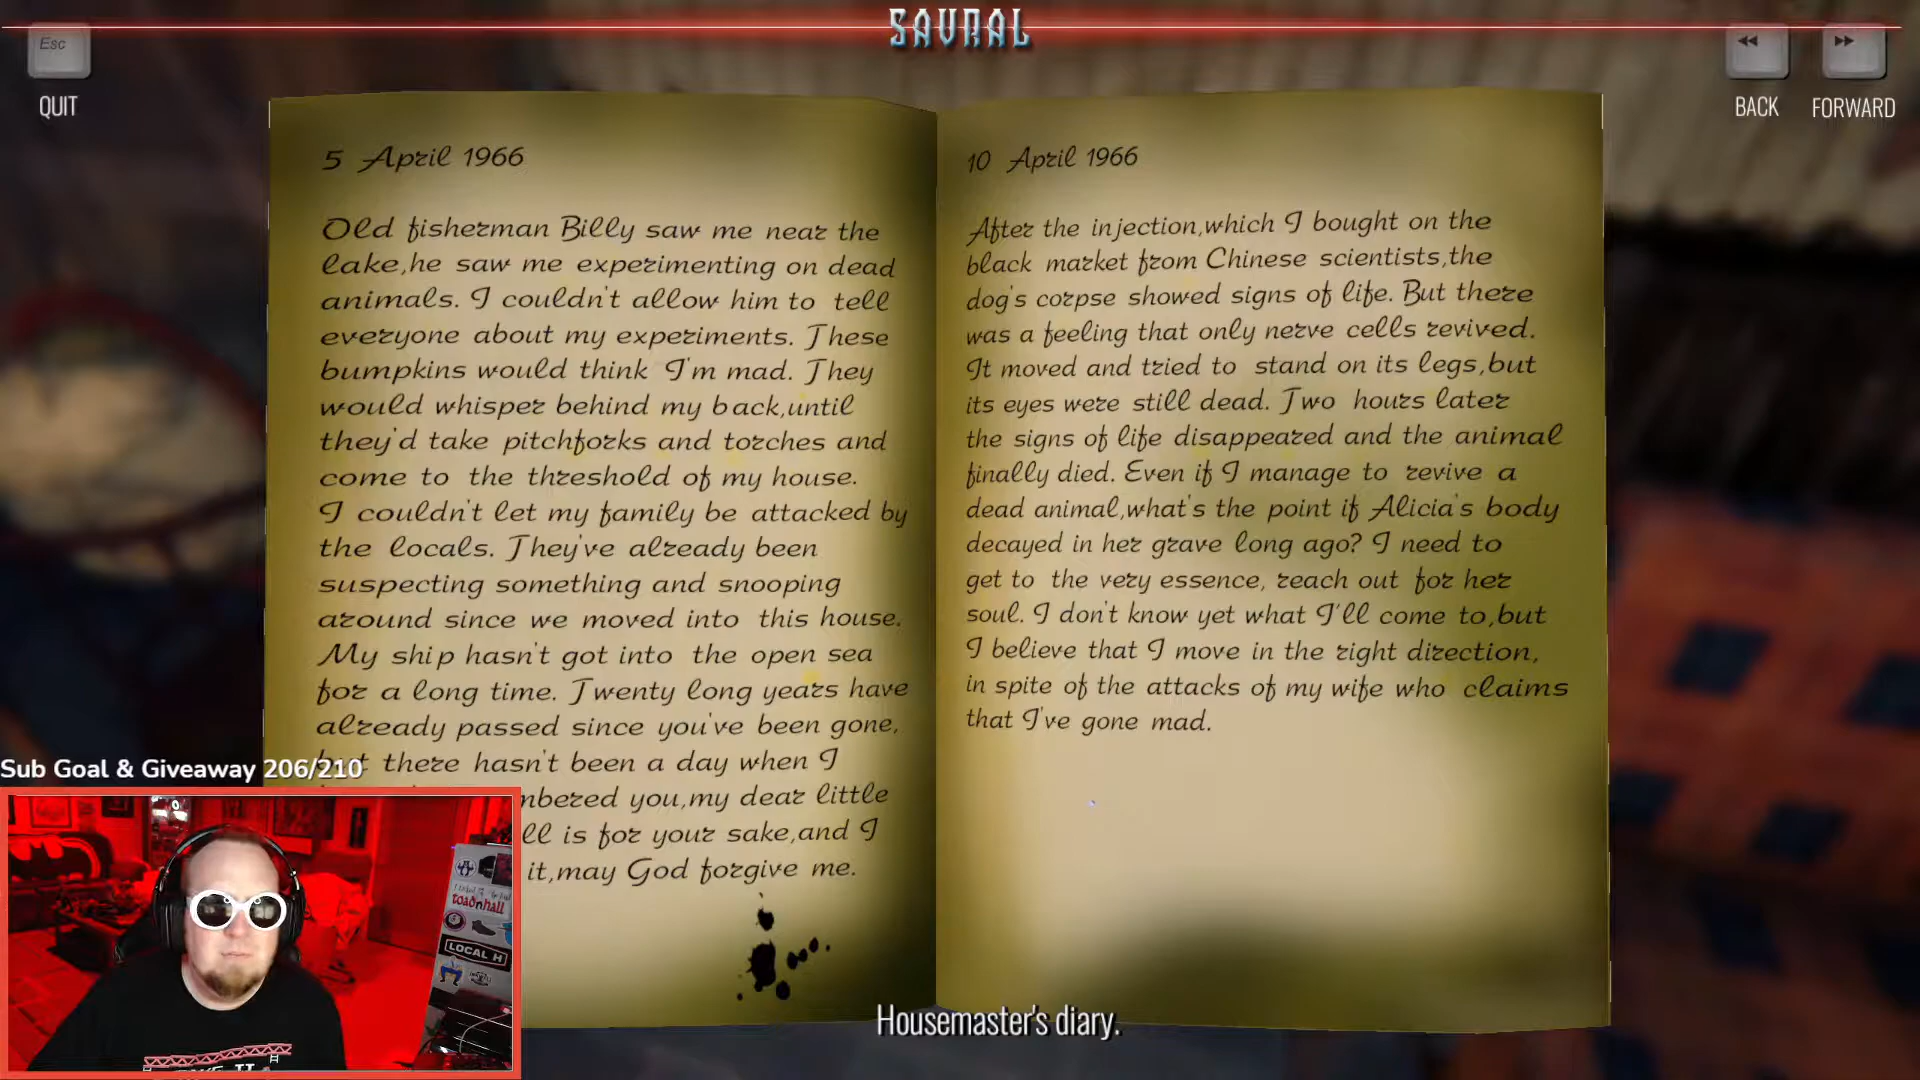 SAVRAL
Esc
QUIT
BACK
FORWARD
5 April 1966
Old fisherman Billy saw me near the
lake,he saw me experimenting on dead
animals. I couldn't allow him to tell
everyone about my experiments. These
bumpkins would think I'm mad. They
would whisper behind my back,until
they'd take pitchforks and torches and
come to the threshold of my house.
I couldn't let my family be attacked by
the locals. They've already been
suspecting something and snooping
around since we moved into this house.
My ship hasn't got into the open sea
for a long time. Twenty long years have
already passed since you've been gone,
there hasn't been a day when I
you,my dear little
is for your sake,and I
it,may God forgive me.
10 April 1966
After the injection,which I bought on the
black market from Chinese scientists,the
dog's corpse showed signs of life. But there
was a feeling that only nerve cells revived.
It moved and tried to stand on its legs,but
its eyes were still dead. Two hours later
the signs of life disappeared and the animal
finally died. Even if I manage to revive a
dead animal,what's the point if Alicia's body
decayed in her grave long ago? I need to
get to the very essence, reach out for her
soul. I don't know yet what I'll come to,but
I believe that I move in the right direction,
in spite of the attacks of my wife who claims
that I've gone mad.
Sub Goal & Giveaway 206/210
toadnhall
LOCAL H
Housemaster's diary.